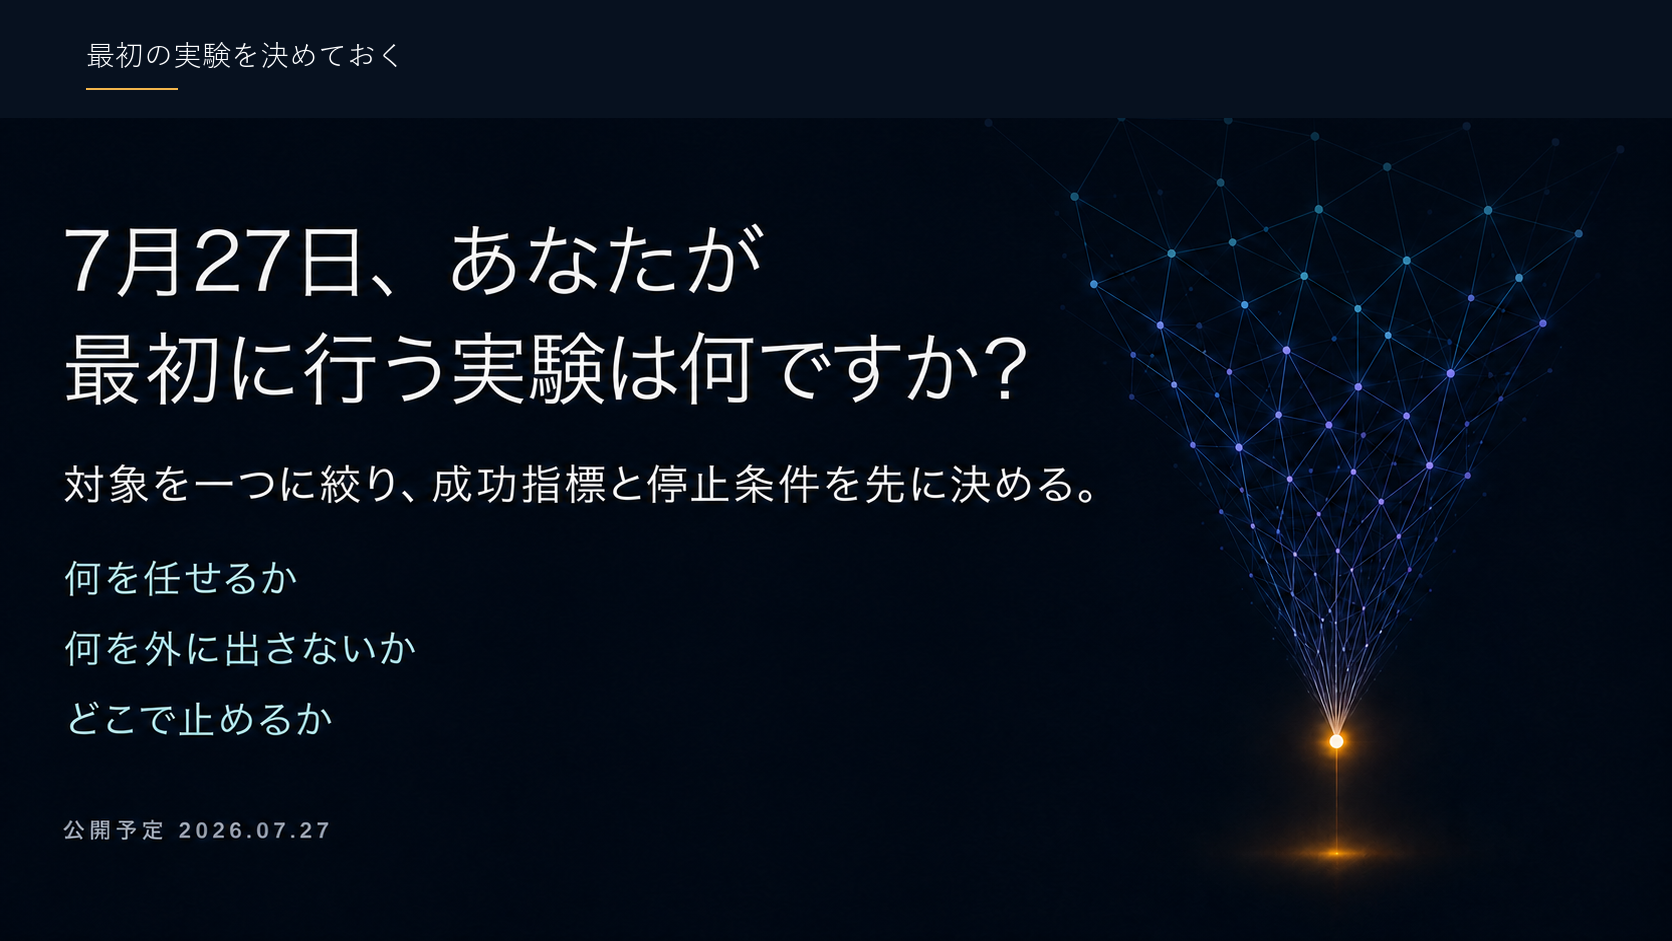 最初の実験を決めておく
7月27日、あなたが
最初に行う実験は何ですか?
対象を一つに絞り、成功指標と停止条件を先に決める。
何を任せるか
何を外に出さないか
どこで止めるか
公開予定 2026.07.27